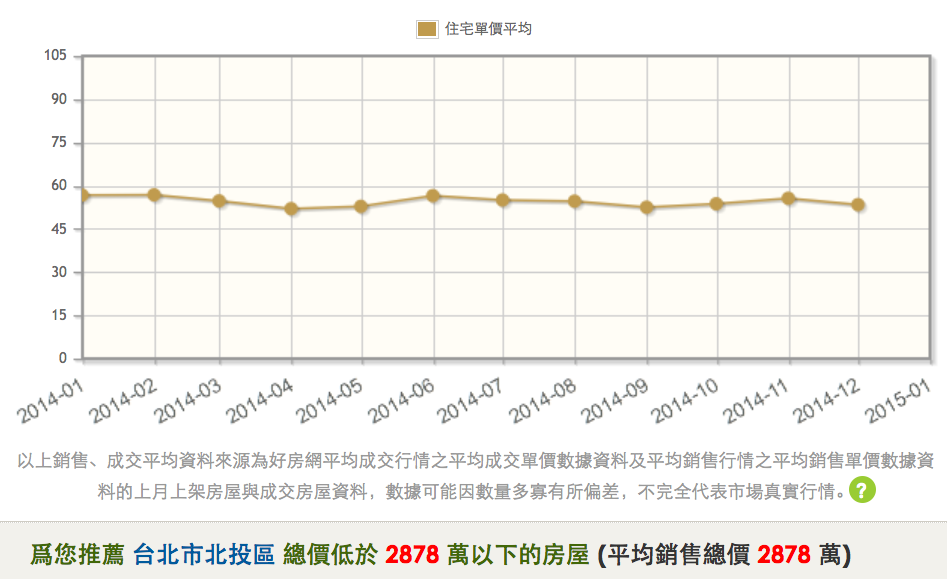 住宅單價平均
105
90
75
60
45
30
15
0
2014-01 2014-02 2014-03 2014-04 2014-05 2014-06 2014-07 2014-08 2014-09 2014-10 2014-11 2014-12 2015-01
以上銷售、成交平均資料來源為好房網平均成交行情之平均成交單價數據資料及平均銷售行情之平均銷售單價數據資
料的上月上架房屋與成交房屋資料，數據可能因數量多寡有所偏差，不完全代表市場真實行情。?
爲您推薦 台北市北投區 總價低於 2878 萬以下的房屋 (平均銷售總價 2878 萬)